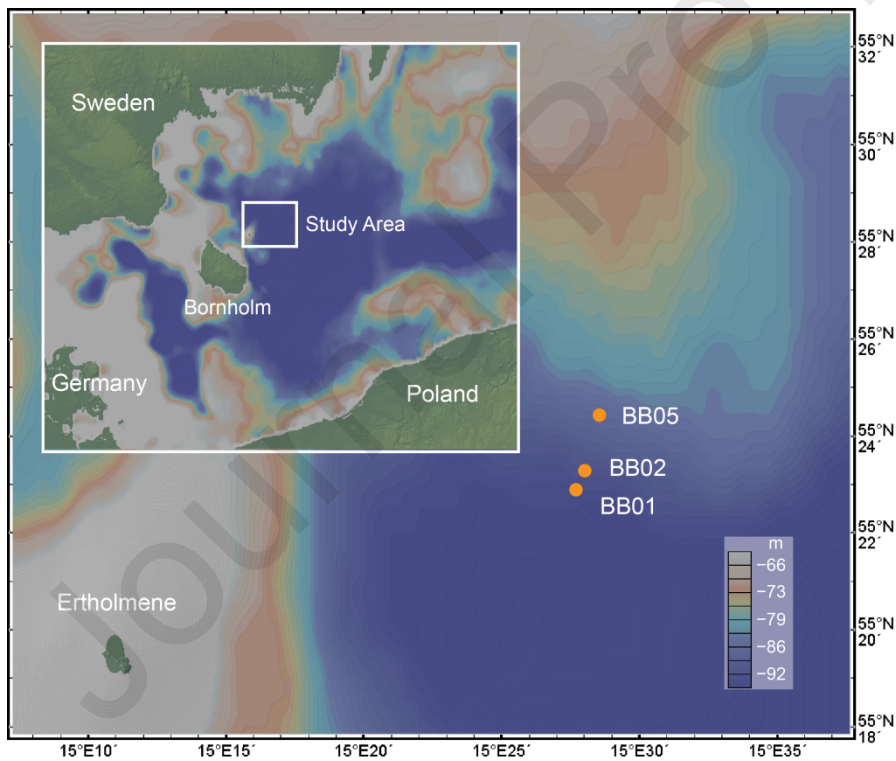 Journal Pre
Sweden
Study Area
Bornholm
Germany
Poland
BB05
BB02
BB01
Ertholmene
m
−66
−73
−79
−86
−92
55°N
32´
55°N
30´
55°N
28´
55°N
26´
55°N
24´
55°N
22´
55°N
20´
55°N
18´
15°E10´ 15°E15´ 15°E20´ 15°E25´ 15°E30´ 15°E35´